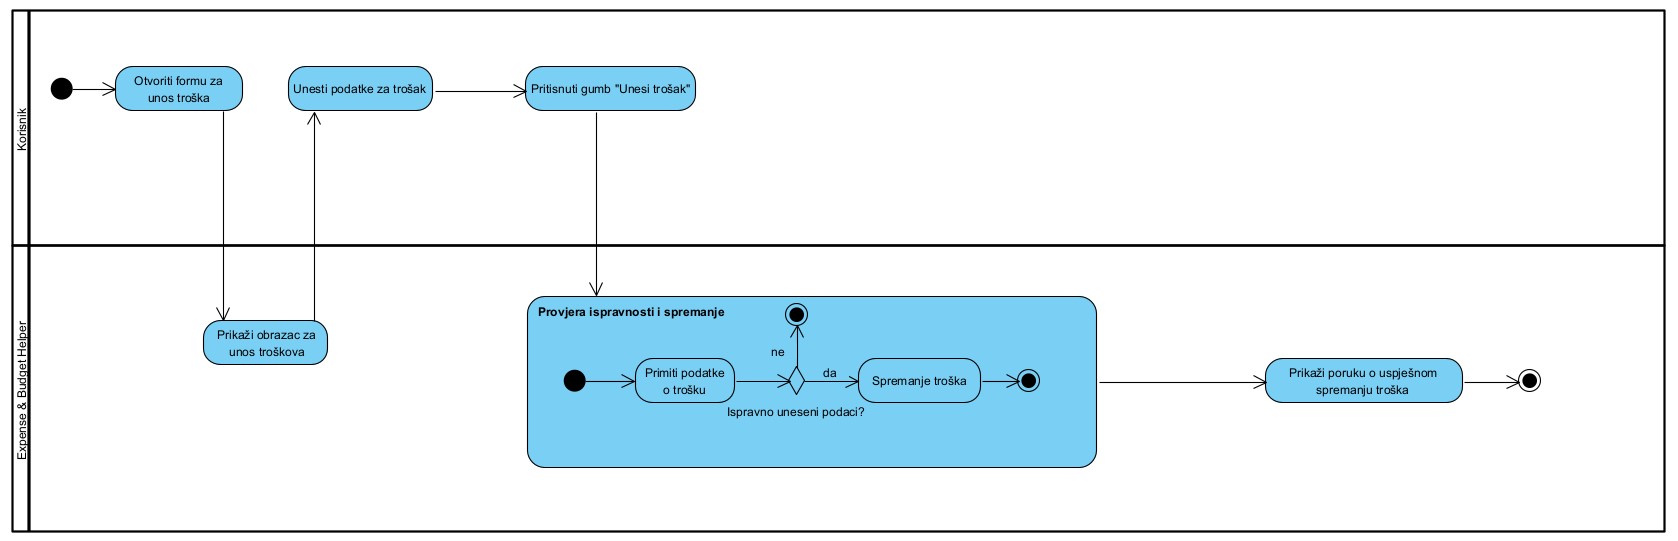 Korisnik
Otvoriti formu za
unos troška
Unesti podatke za trošak
Pritisnuti gumb "Unesi trošak"
Expense & Budget Helper
Prikaži obrazac za
unos troškova
Provjera ispravnosti i spremanje
ne
Primiti podatke
o trošku
da
Spremanje troška
Ispravno uneseni podaci?
Prikaži poruku o uspješnom
spremanju troška